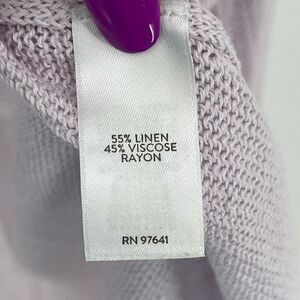 55% LINEN
45% VISCOSE
RAYON
RN 97641